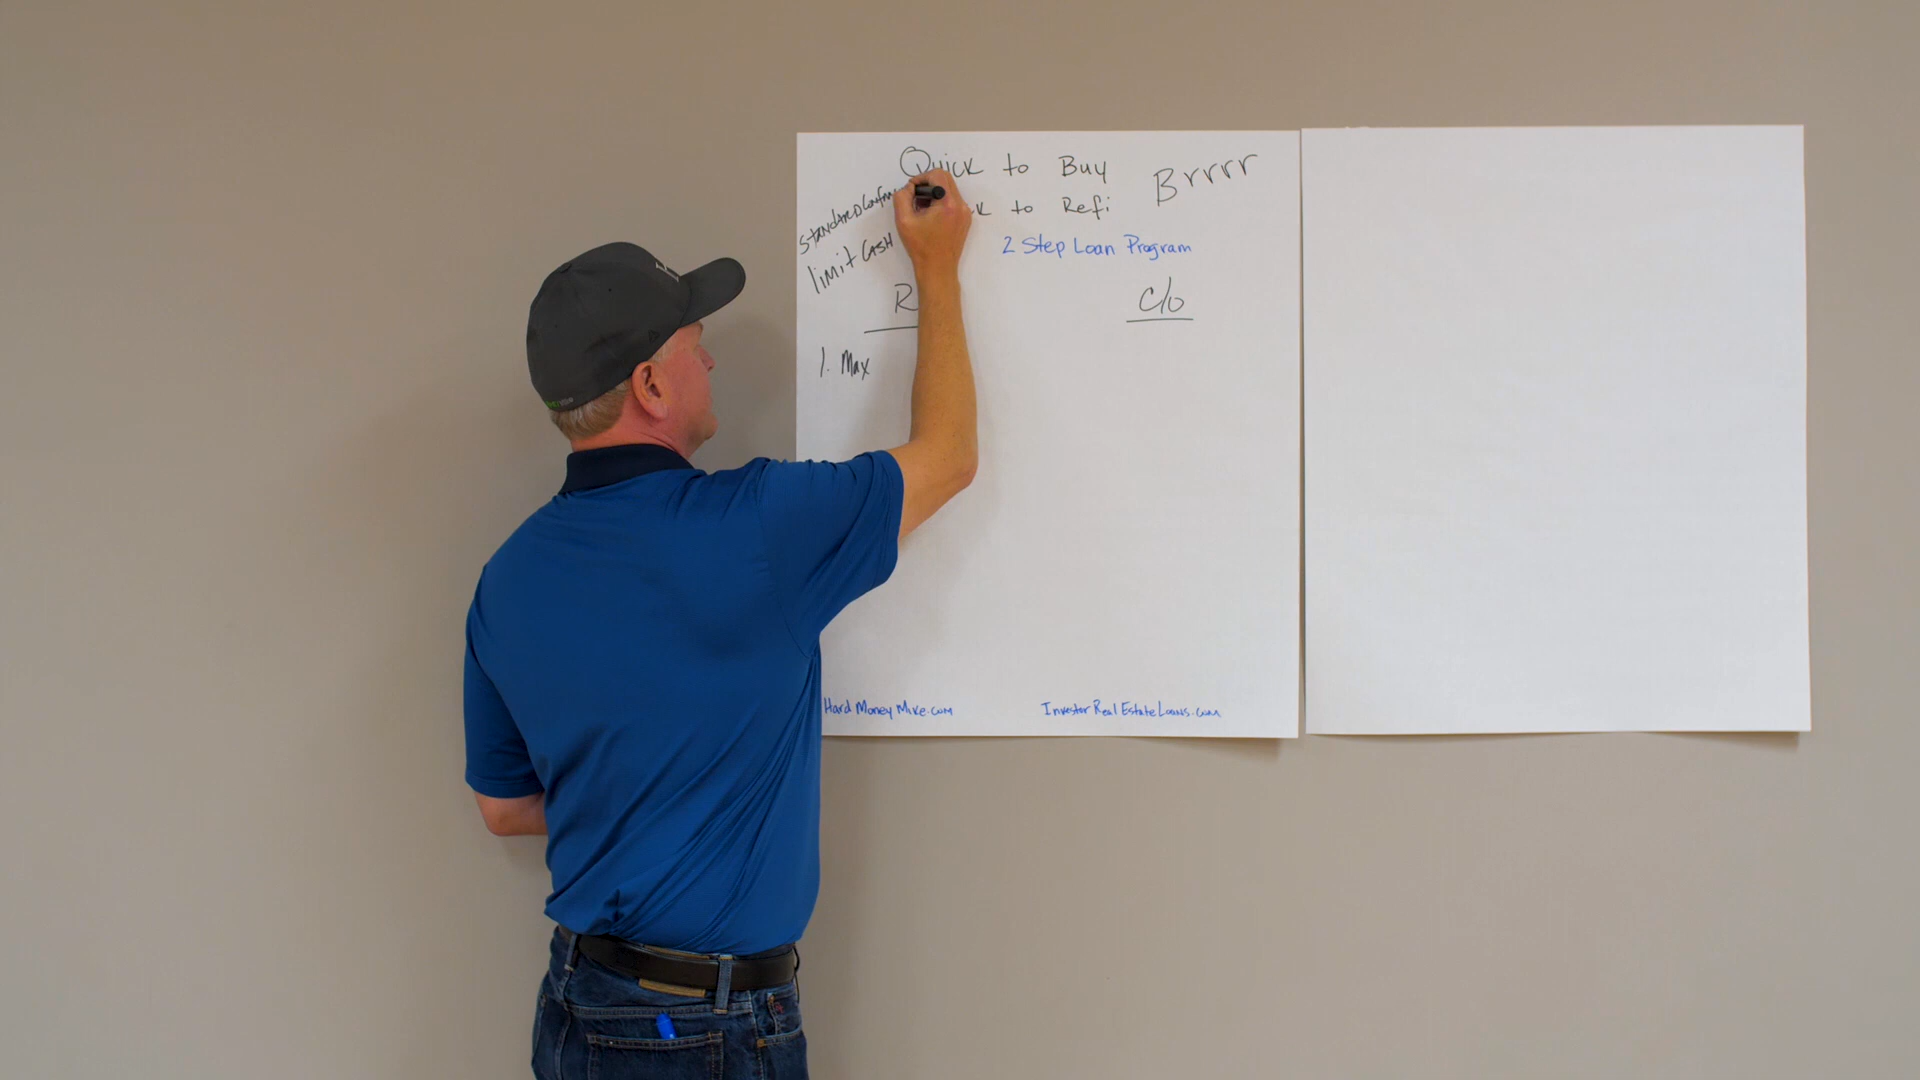 Quick to Buy
Brrrr
to Refi
STANDARD
limit CASH
2 Step Loan Program
R
C/O
1. Max
HardMoneyMike.com
InvestorRealEstateLoans.com